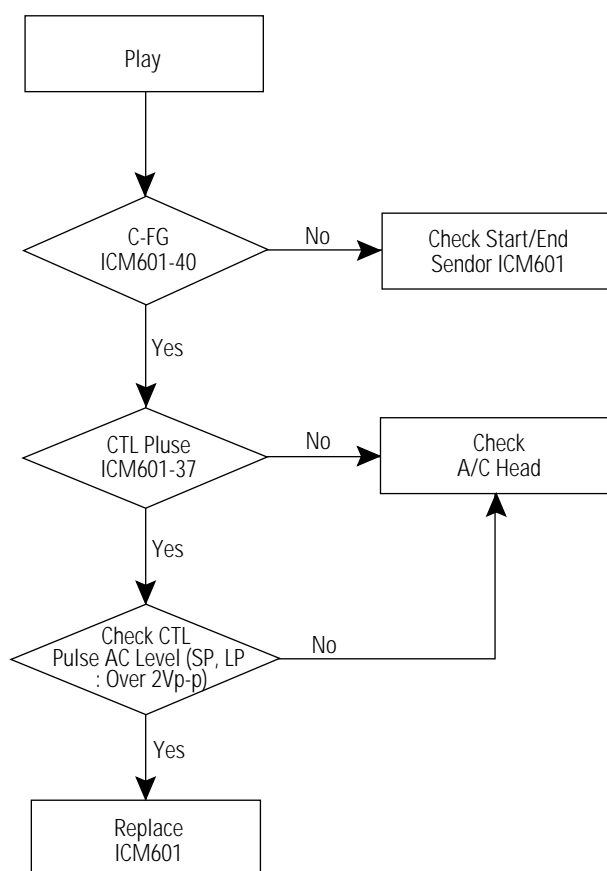 Play
C-FG
ICM601-40
No
Check Start/End
Sendor ICM601
Yes
CTL Pluse
ICM601-37
No
Check
A/C Head
Yes
Check CTL
Pulse AC Level (SP, LP
: Over 2Vp-p)
No
Yes
Replace
ICM601